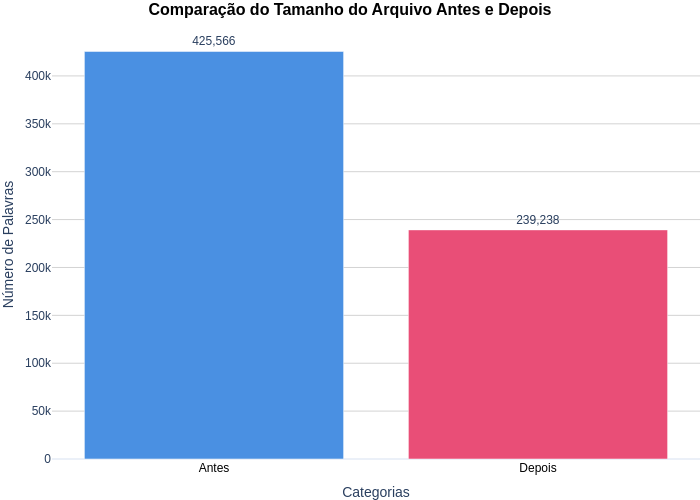 Comparação do Tamanho do Arquivo Antes e Depois
425,566
400k
350k
300k
250k
239,238
200k
150k
100k
50k
0
Número de Palavras
Antes
Depois
Categorias